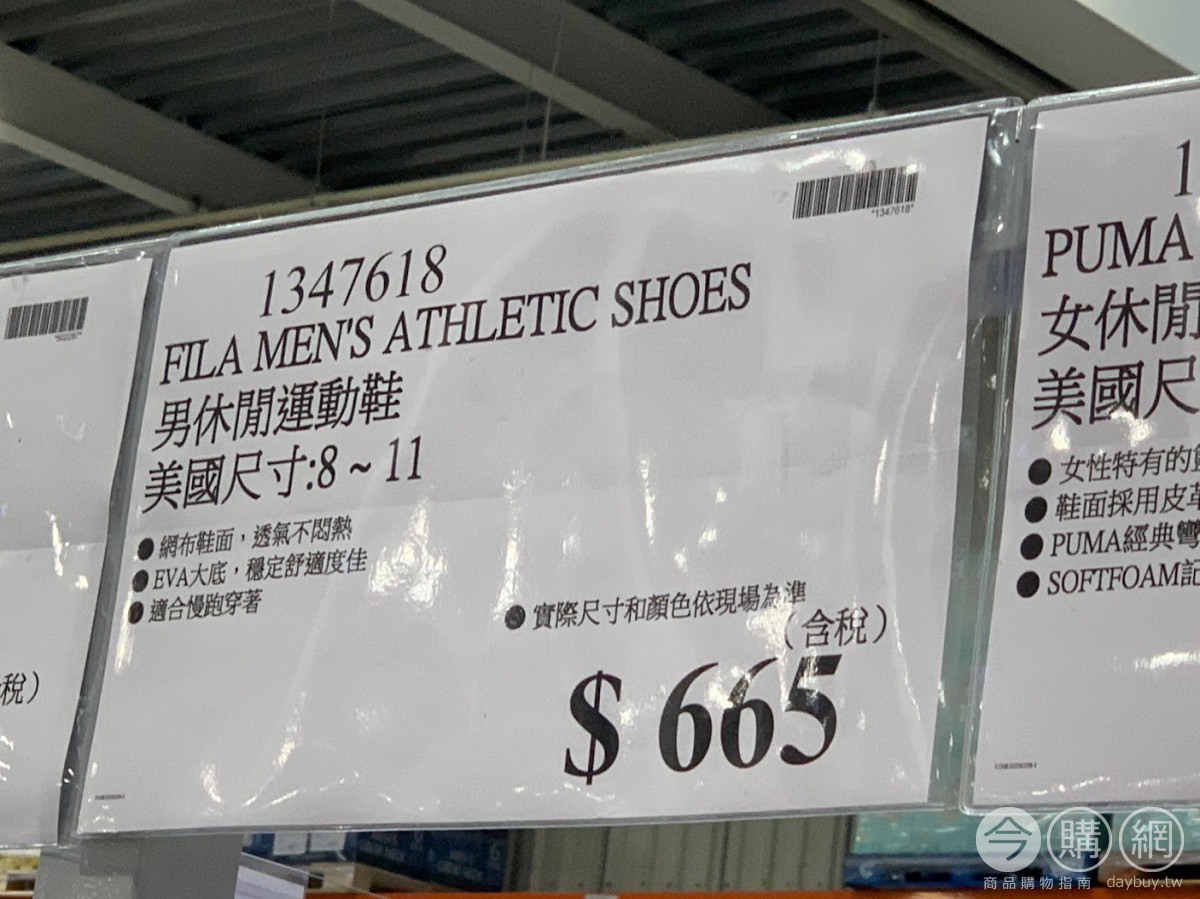 *1347618*
1347618
FILA MEN'S ATHLETIC SHOES
男休閒運動鞋
美國尺寸:8 ~ 11
● 網布鞋面，透氣不悶熱
● EVA大底，穩定舒適度佳
● 適合慢跑穿著
● 實際尺寸和顏色依現場為準
（含稅）
$ 665
稅）
1
PUMA
女休閒
美國尺
● 女性特有的
● 鞋面採用皮革
● PUMA經典彎
● SOFTFOAM記
今購網
商品購物指南 daybuy.tw